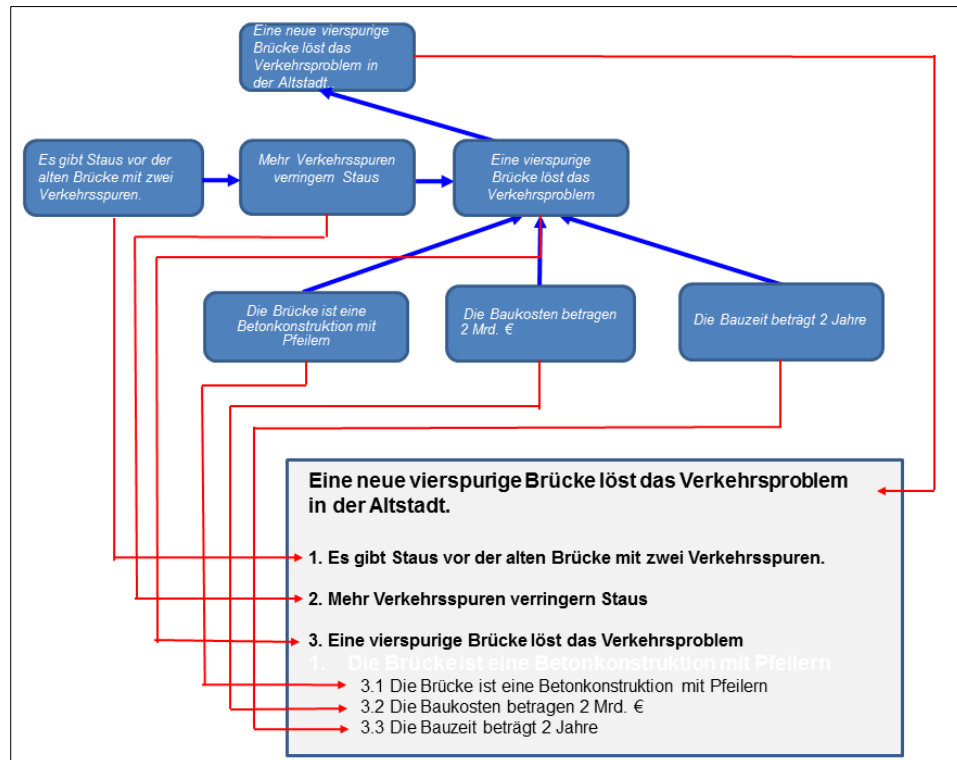 Eine neue vierspurige
Brücke löst das
Verkehrsproblem in
der Altstadt.
Es gibt Staus vor der
alten Brücke mit zwei
Verkehrsspuren.
Mehr Verkehrsspuren
verringern Staus
Eine vierspurige
Brücke löst das
Verkehrsproblem
Die Brücke ist eine
Betonkonstruktion mit
Pfeilern
Die Baukosten betragen
2 Mrd. €
Die Bauzeit beträgt 2 Jahre
Eine neue vierspurige Brücke löst das Verkehrsproblem
in der Altstadt.
1. Es gibt Staus vor der alten Brücke mit zwei Verkehrsspuren.
2. Mehr Verkehrsspuren verringern Staus
3. Eine vierspurige Brücke löst das Verkehrsproblem
1. Die Brücke ist eine Betonkonstruktion mit Pfeilern
3.1 Die Brücke ist eine Betonkonstruktion mit Pfeilern
3.2 Die Baukosten betragen 2 Mrd. €
3.3 Die Bauzeit beträgt 2 Jahre